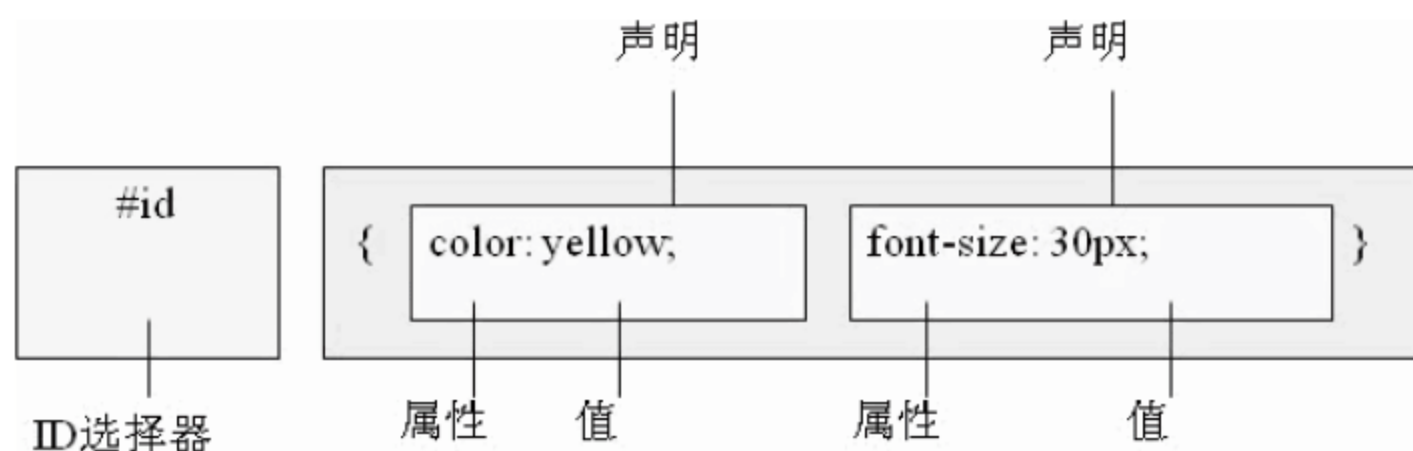 声明 声明
#id
{ color: yellow; font-size: 30px; }
属性 值 属性 值
ID选择器